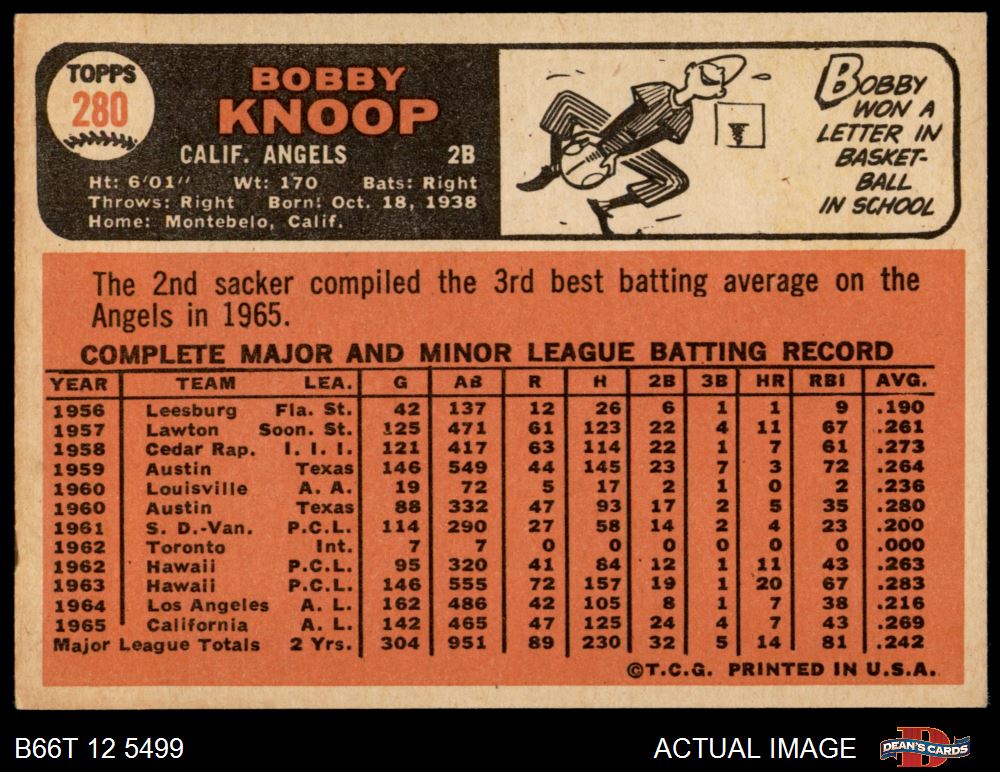 TOPPS
280
BOBBY
KNOOP
CALIF. ANGELS 2B
Ht: 6'01" Wt: 170 Bats: Right
Throws: Right Born: Oct. 18, 1938
Home: Montebelo, Calif.
BOBBY
WON A
LETTER IN
BASKET-
BALL
IN SCHOOL
The 2nd sacker compiled the 3rd best batting average on the
Angels in 1965.
COMPLETE MAJOR AND MINOR LEAGUE BATTING RECORD
YEAR TEAM LEA. G AB R H 2B 3B HR RBI AVG.
1956 Leesburg Fla. St. 42 137 12 26 6 1 1 9 .190
1957 Lawton Soon. St. 125 471 61 123 22 4 11 67 .261
1958 Cedar Rap. I. I. I. 121 417 63 114 22 1 7 61 .273
1959 Austin Texas 146 549 44 145 23 7 3 72 .264
1960 Louisville A. A. 19 72 5 17 2 1 0 2 .236
1960 Austin Texas 88 332 47 93 17 2 5 35 .280
1961 S. D.-Van. P.C.L. 114 290 27 58 14 2 4 23 .200
1962 Toronto Int. 7 7 0 0 0 0 0 0 .000
1962 Hawaii P.C.L. 95 320 41 84 12 1 11 43 .263
1963 Hawaii P.C.L. 146 555 72 157 19 1 20 67 .283
1964 Los Angeles A. L. 162 486 42 105 8 1 7 38 .216
1965 California A. L. 142 465 47 125 24 4 7 43 .269
Major League Totals 2 Yrs. 304 951 89 230 32 5 14 81 .242
©T.C.G. PRINTED IN U.S.A.
B66T 12 5499 ACTUAL IMAGE
D
DEAN'S CARDS